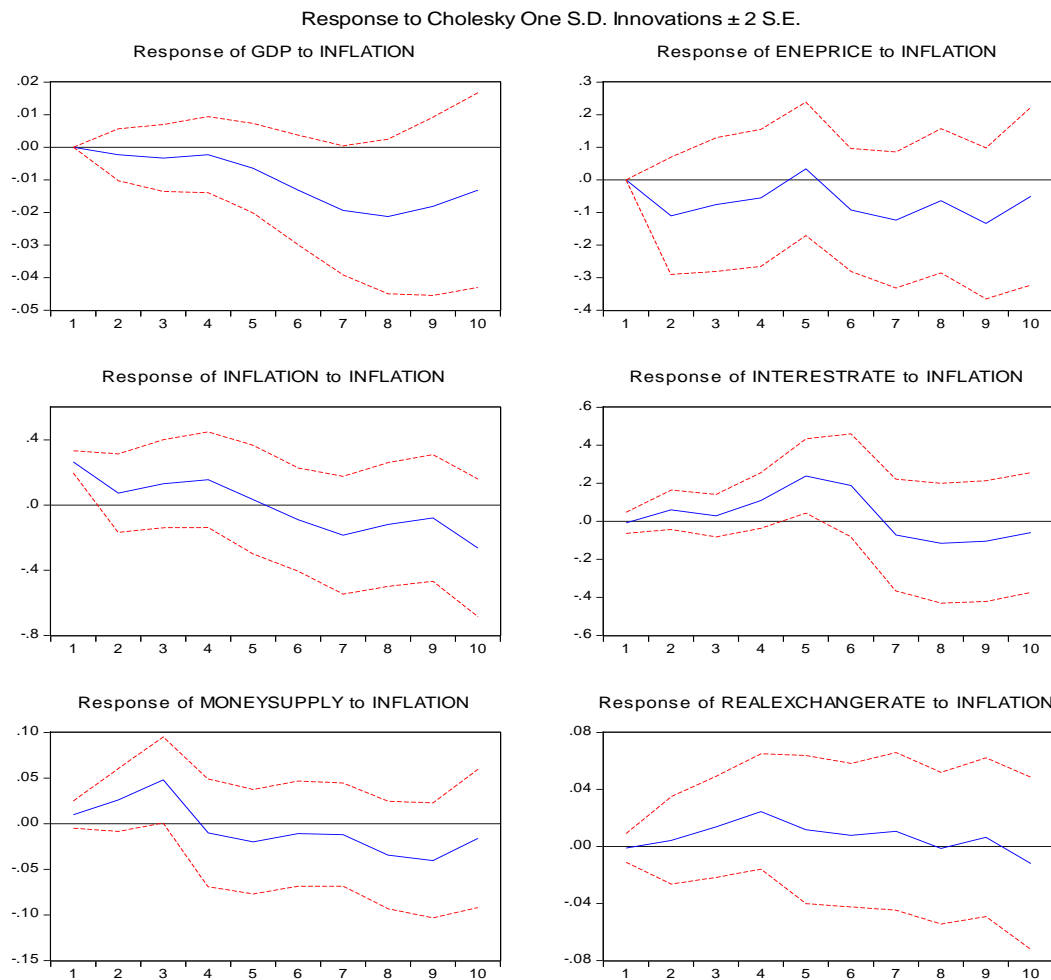 Response to Cholesky One S.D. Innovations ± 2 S.E.
Response of GDP to INFLATION
.02
.01
.00
-.01
-.02
-.03
-.04
-.05
1 2 3 4 5 6 7 8 9 10
Response of ENEPRICE to INFLATION
.3
.2
.1
.0
-.1
-.2
-.3
-.4
1 2 3 4 5 6 7 8 9 10
Response of INFLATION to INFLATION
.4
.0
-.4
-.8
1 2 3 4 5 6 7 8 9 10
Response of INTERESTRATE to INFLATION
.6
.4
.2
.0
-.2
-.4
-.6
1 2 3 4 5 6 7 8 9 10
Response of MONEYSUPPLY to INFLATION
.10
.05
.00
-.05
-.10
-.15
1 2 3 4 5 6 7 8 9 10
Response of REALEXCHANGERATE to INFLATION
.08
.04
.00
-.04
-.08
1 2 3 4 5 6 7 8 9 10